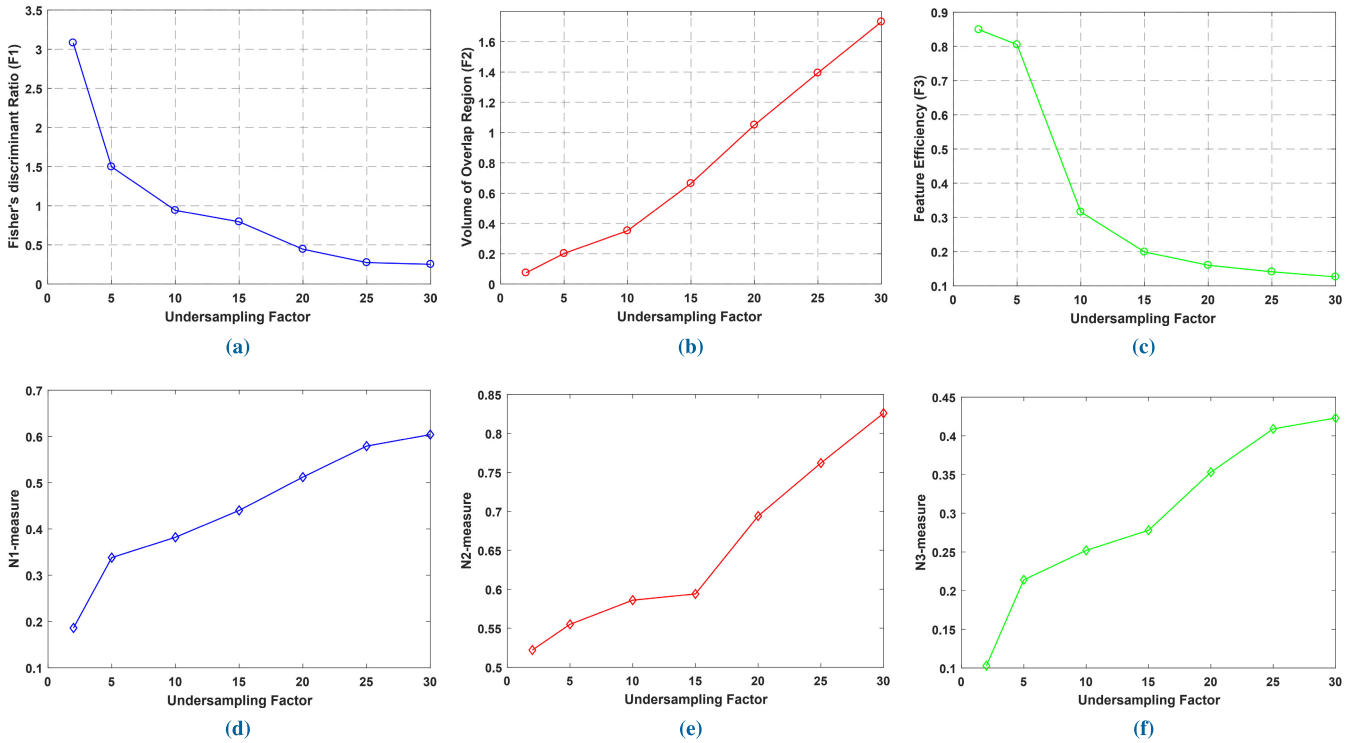 Fisher's discriminant Ratio (F1)
3.5
3
2.5
2
1.5
1
0.5
0
0 5 10 15 20 25 30
Undersampling Factor
(a)
Volume of Overlap Region (F2)
1.6
1.4
1.2
1
0.8
0.6
0.4
0.2
0
0 5 10 15 20 25 30
Undersampling Factor
(b)
Feature Efficiency (F3)
0.9
0.8
0.7
0.6
0.5
0.4
0.3
0.2
0.1
0 5 10 15 20 25 30
Undersampling Factor
(c)
N1-measure
0.7
0.6
0.5
0.4
0.3
0.2
0.1
0 5 10 15 20 25 30
Undersampling Factor
(d)
N2-measure
0.85
0.8
0.75
0.7
0.65
0.6
0.55
0.5
0 5 10 15 20 25 30
Undersampling Factor
(e)
N3-measure
0.45
0.4
0.35
0.3
0.25
0.2
0.15
0.1
0 5 10 15 20 25 30
Undersampling Factor
(f)